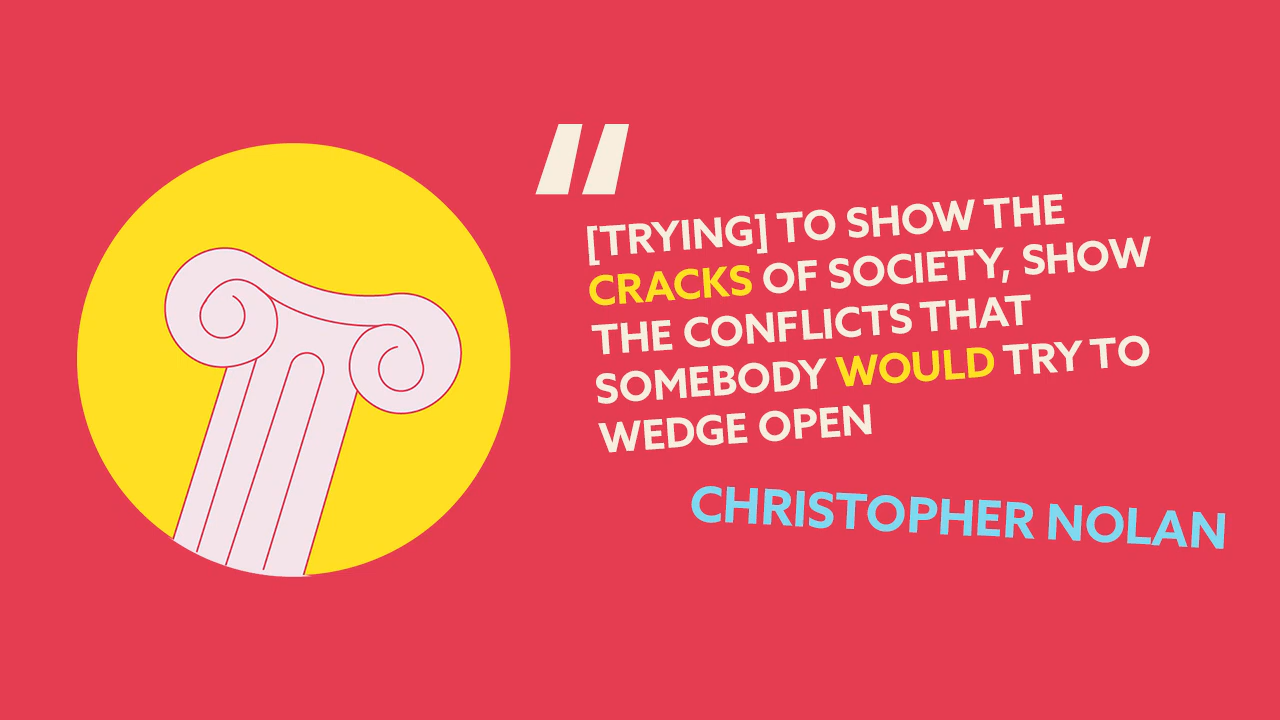 "
[TRYING] TO SHOW THE
CRACKS OF SOCIETY, SHOW
THE CONFLICTS THAT
SOMEBODY WOULD TRY TO
WEDGE OPEN
CHRISTOPHER NOLAN